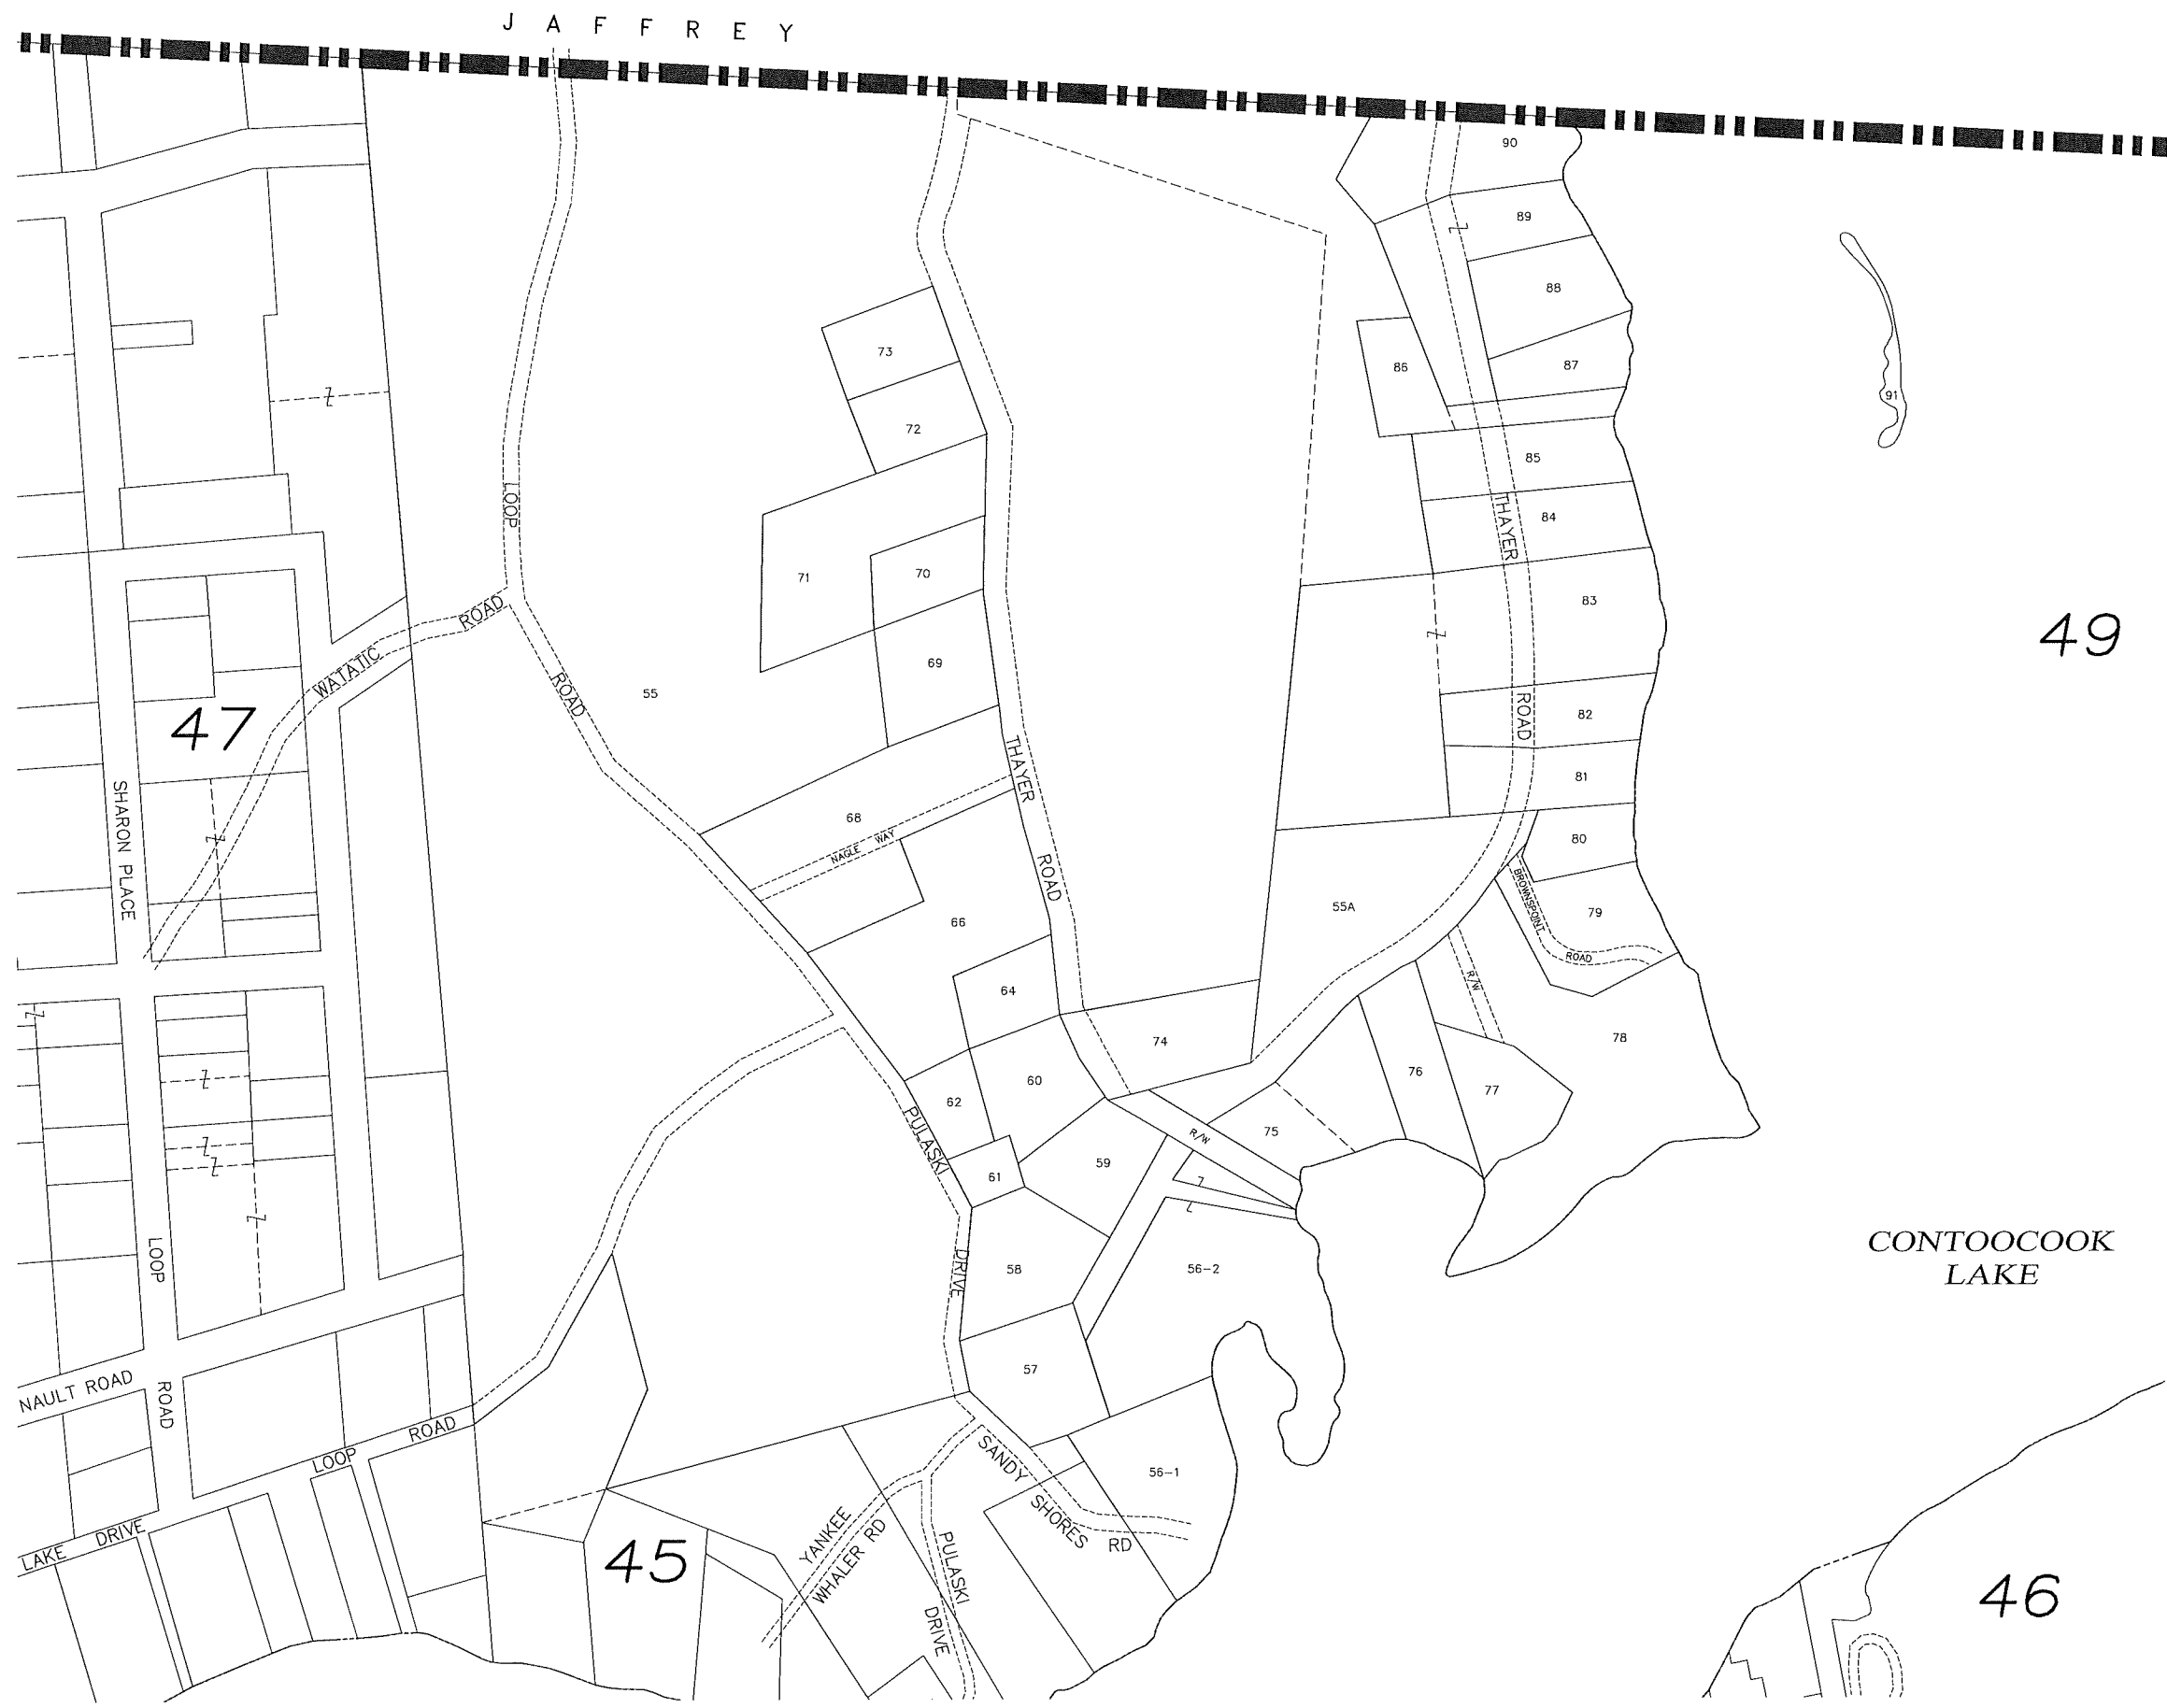 JAFFREY
90
89
88
87
86
91
73
72
85
84
LOOP
THAYER
71
70
83
49
ROAD
WATATIC
69
55
ROAD
ROAD
82
47
THAYER
81
SHARON PLACE
68
NAGLE WAY
80
ROAD
BROWNSPOINT
55A
79
66
ROAD
R/W
64
74
78
60
76
77
62
PULASKI
R/W
75
59
61
LOOP
DRIVE
58
56-2
CONTOOCOOK
LAKE
57
NAULT ROAD
ROAD
ROAD
LOOP
SANDY
56-1
LAKE DRIVE
YANKEE
WHALER RD
SHORES
RD
45
PULASKI
DRIVE
46